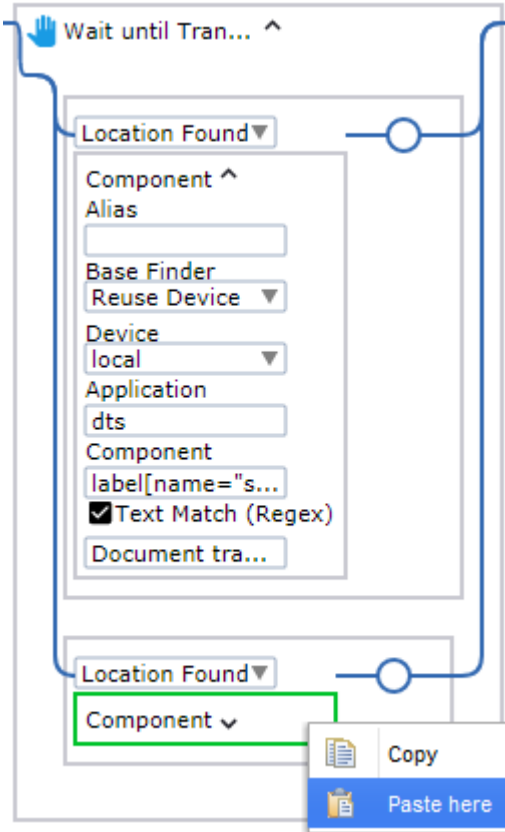 Wait until Tran...
Location Found
Component
Alias
Base Finder
Reuse Device
Device
local
Application
dts
Component
label[name="s...
Text Match (Regex)
Document tra...
Location Found
Component
Copy
Paste here